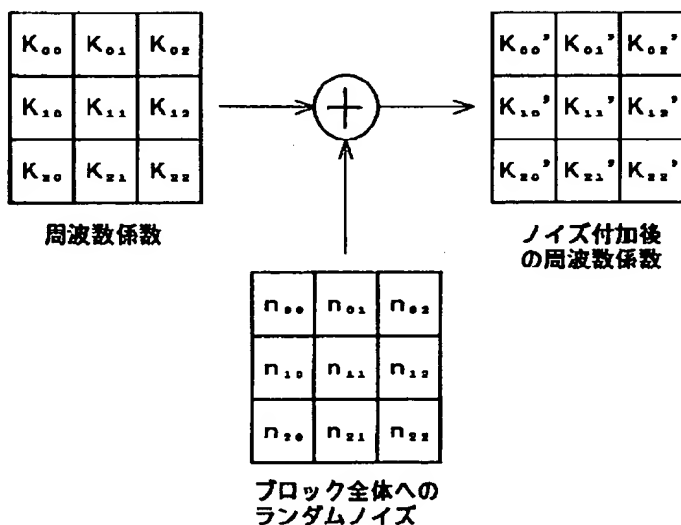 K₀₀ K₀₁ K₀₂
K₁₀ K₁₁ K₁₂
K₂₀ K₂₁ K₂₂
周波数係数
K₀₀’ K₀₁’ K₀₂’
K₁₀’ K₁₁’ K₁₂’
K₂₀’ K₂₁’ K₂₂’
ノイズ付加後
の周波数係数
n₀₀ n₀₁ n₀₂
n₁₀ n₁₁ n₁₂
n₂₀ n₂₁ n₂₂
ブロック全体への
ランダムノイズ